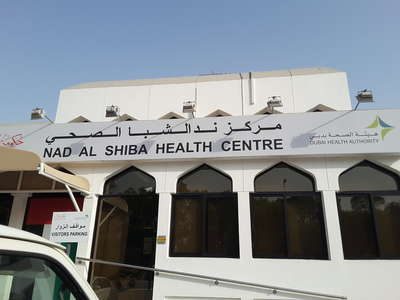 مركز ند الشبا الصحي
NAD AL SHIBA HEALTH CENTRE
هيئة الصحة بدبي
DUBAI HEALTH AUTHORITY
مواقف الزوار
VISITORS PARKING